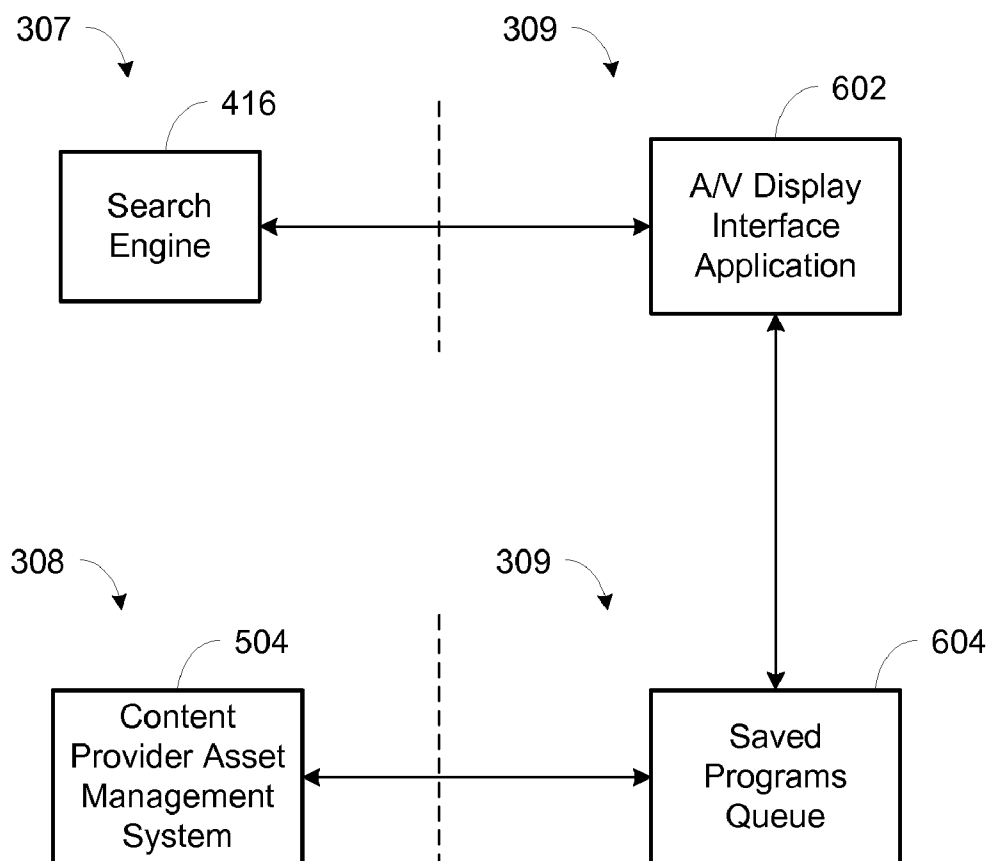 307
309
416
602
Search
Engine
A/V Display
Interface
Application
308
309
504
604
Content
Provider Asset
Management
System
Saved
Programs
Queue